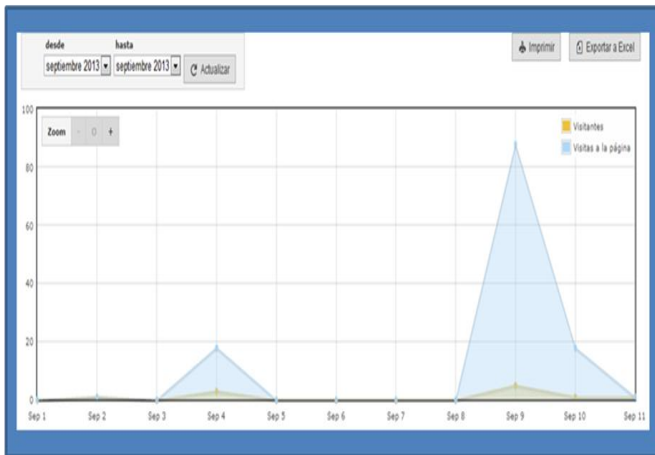 desde hasta
septiembre 2013 septiembre 2013 Actualizar
Imprimir Exportar a Excel
100
Zoom - 0 +
Visitantes
Visitas a la página
80
60
40
20
0
Sep 1 Sep 2 Sep 3 Sep 4 Sep 5 Sep 6 Sep 7 Sep 8 Sep 9 Sep 10 Sep 11